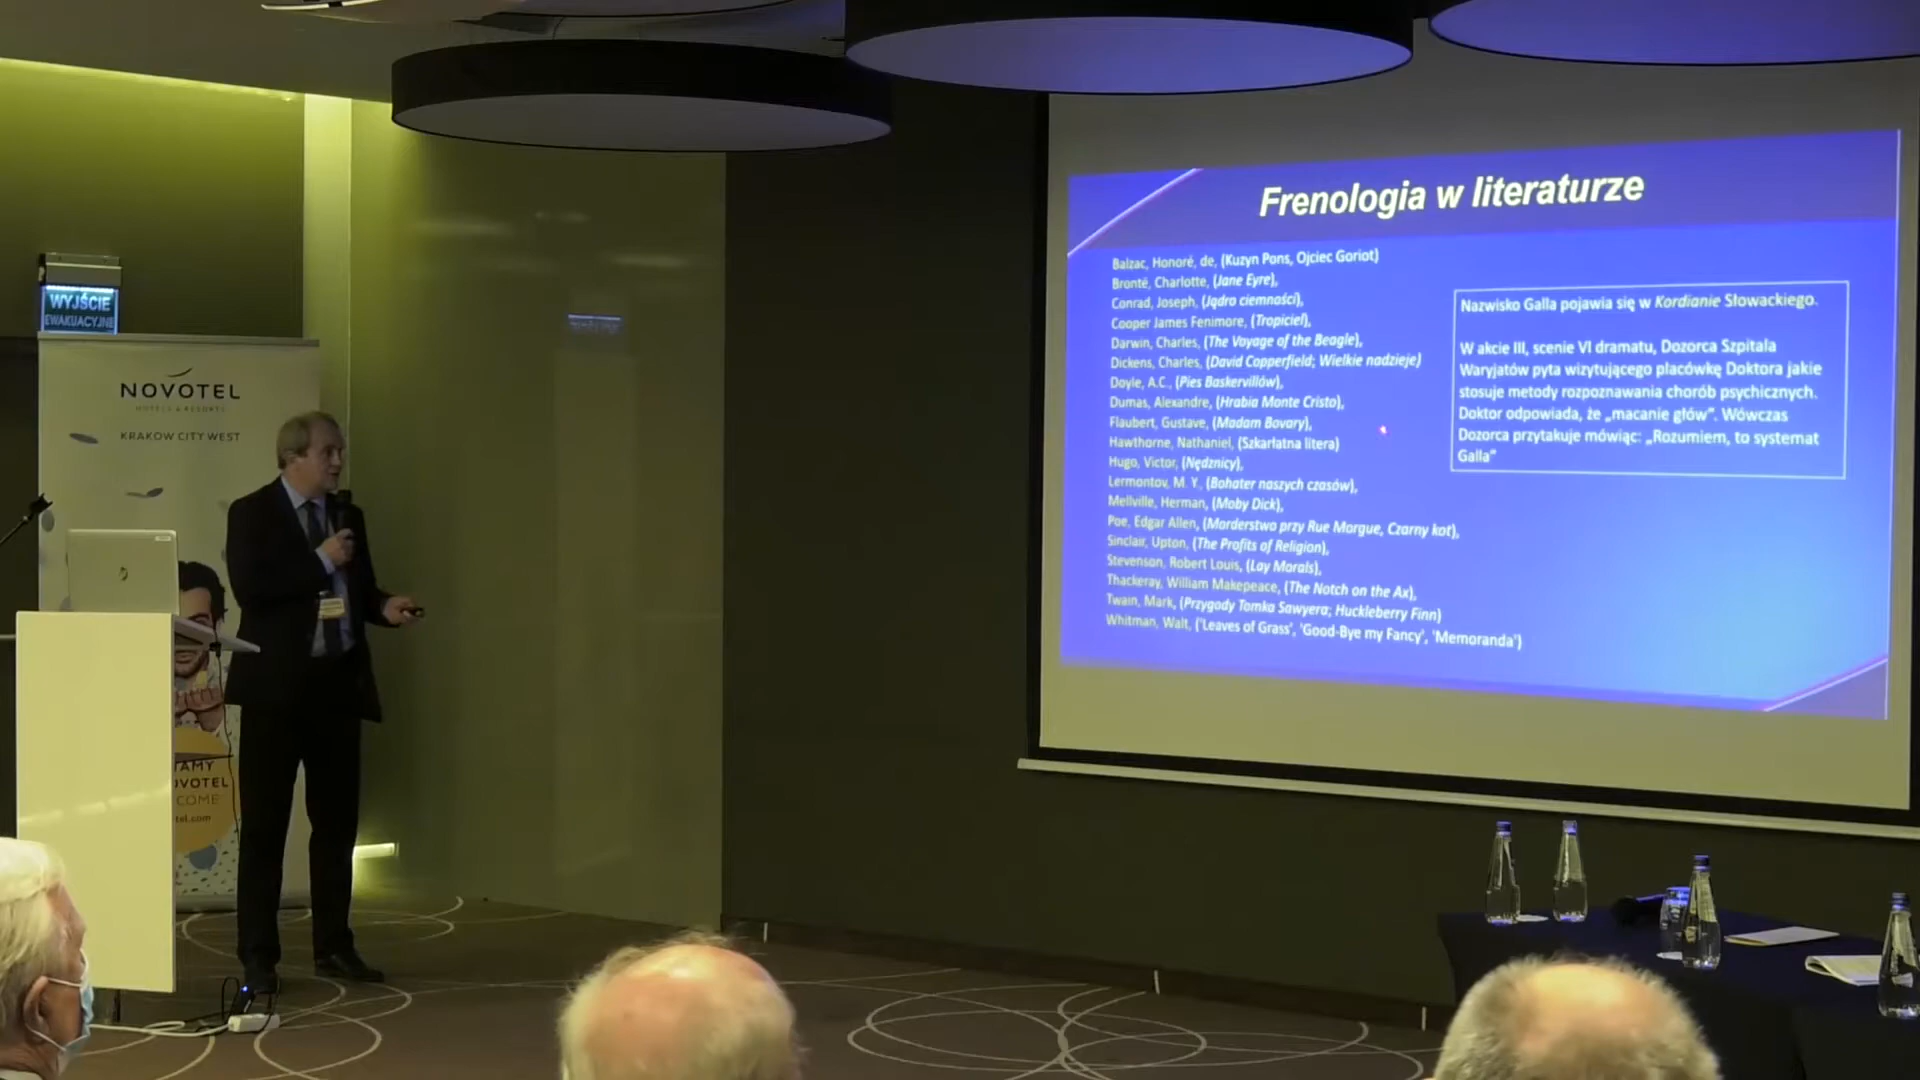 WYJŚCIE
EWAKUACYJNE
NOVOTEL
HOTELS & RESORTS
KRAKOW CITY WEST
TAMY
OVOTEL
COME
tel.com
Frenologia w literaturze
Balzac, Honoré, de, (Kuzyn Pons, Ojciec Goriot)
Brontë, Charlotte, (Jane Eyre),
Conrad, Joseph, (Jądro ciemności),
Cooper James Fenimore, (Tropiciel),
Darwin, Charles, (The Voyage of the Beagle),
Dickens, Charles, (David Copperfield; Wielkie nadzieje)
Doyle, A.C., (Pies Baskervillów),
Dumas, Alexandre, (Hrabia Monte Cristo),
Flaubert, Gustave, (Madam Bovary),
Hawthorne, Nathaniel, (Szkarłatna litera)
Hugo, Victor, (Nędznicy),
Lermontov, M. Y., (Bohater naszych czasów),
Mellville, Herman, (Moby Dick),
Poe, Edgar Allen, (Morderstwo przy Rue Morgue, Czarny kot),
Sinclair, Upton, (The Profits of Religion),
Stevenson, Robert Louis, (Lay Morals),
Thackeray, William Makepeace, (The Notch on the Ax),
Twain, Mark, (Przygody Tomka Sawyera; Huckleberry Finn)
Whitman, Walt, ('Leaves of Grass', 'Good-Bye my Fancy', 'Memoranda')
Nazwisko Galla pojawia się w Kordianie Słowackiego.
W akcie III, scenie VI dramatu, Dozorca Szpitala
Waryjatów pyta wizytującego placówkę Doktora jakie
stosuje metody rozpoznawania chorób psychicznych.
Doktor odpowiada, że „macanie głów”. Wówczas
Dozorca przytakuje mówiąc: „Rozumiem, to systemat
Galla”